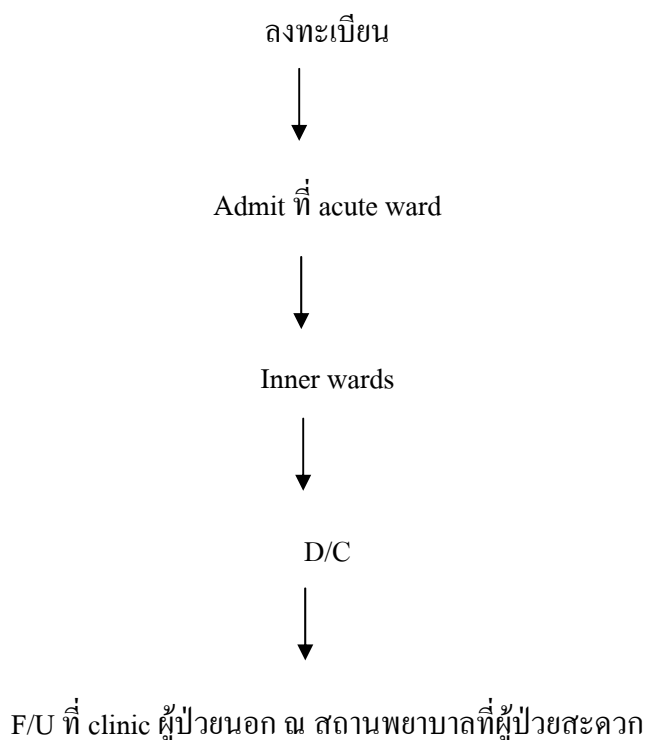 ลงทะเบียน
Admit ที่ acute ward
Inner wards
D/C
F/U ที่ clinic ผู้ป่วยนอก ณ สถานพยาบาลที่ผู้ป่วยสะดวก